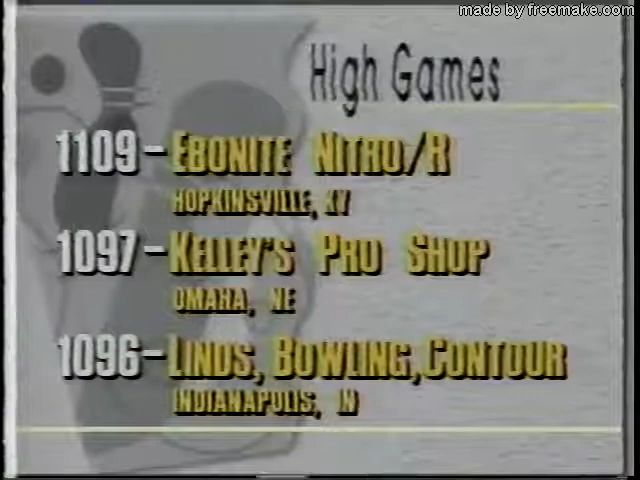 made by freemake.com
High Games
1109-EBONITE NITRO/R
HOPKINSVILLE, KY
1097-KELLEY'S PRO SHOP
OMAHA, NE
1096-LINDS, BOWLING, CONTOUR
INDIANAPOLIS, IN